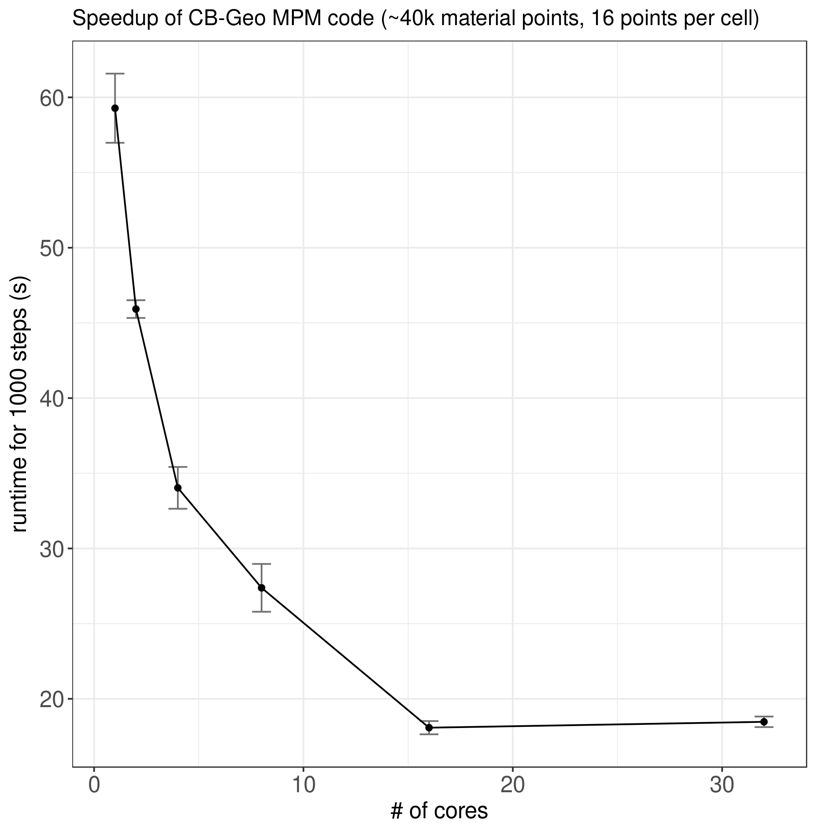 Speedup of CB-Geo MPM code (~40k material points, 16 points per cell)
runtime for 1000 steps (s)
60
50
40
30
20
0 10 20 30
# of cores